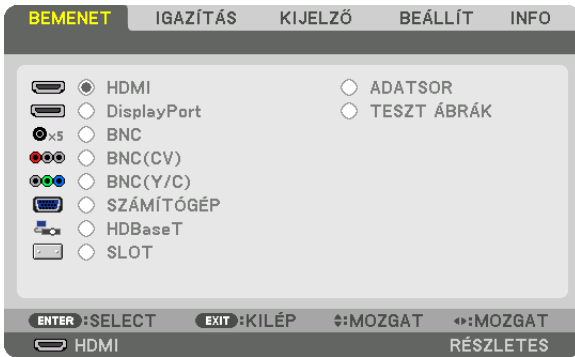 BEMENET IGAZÍTÁS KIJELZŐ BEÁLLÍT INFO
HDMI ADATSOR
DisplayPort TESZT ÁBRÁK
×5 BNC
BNC(CV)
BNC(Y/C)
SZÁMÍTÓGÉP
HDBaseT
SLOT
ENTER :SELECT EXIT :KILÉP :MOZGAT :MOZGAT
HDMI RÉSZLETES